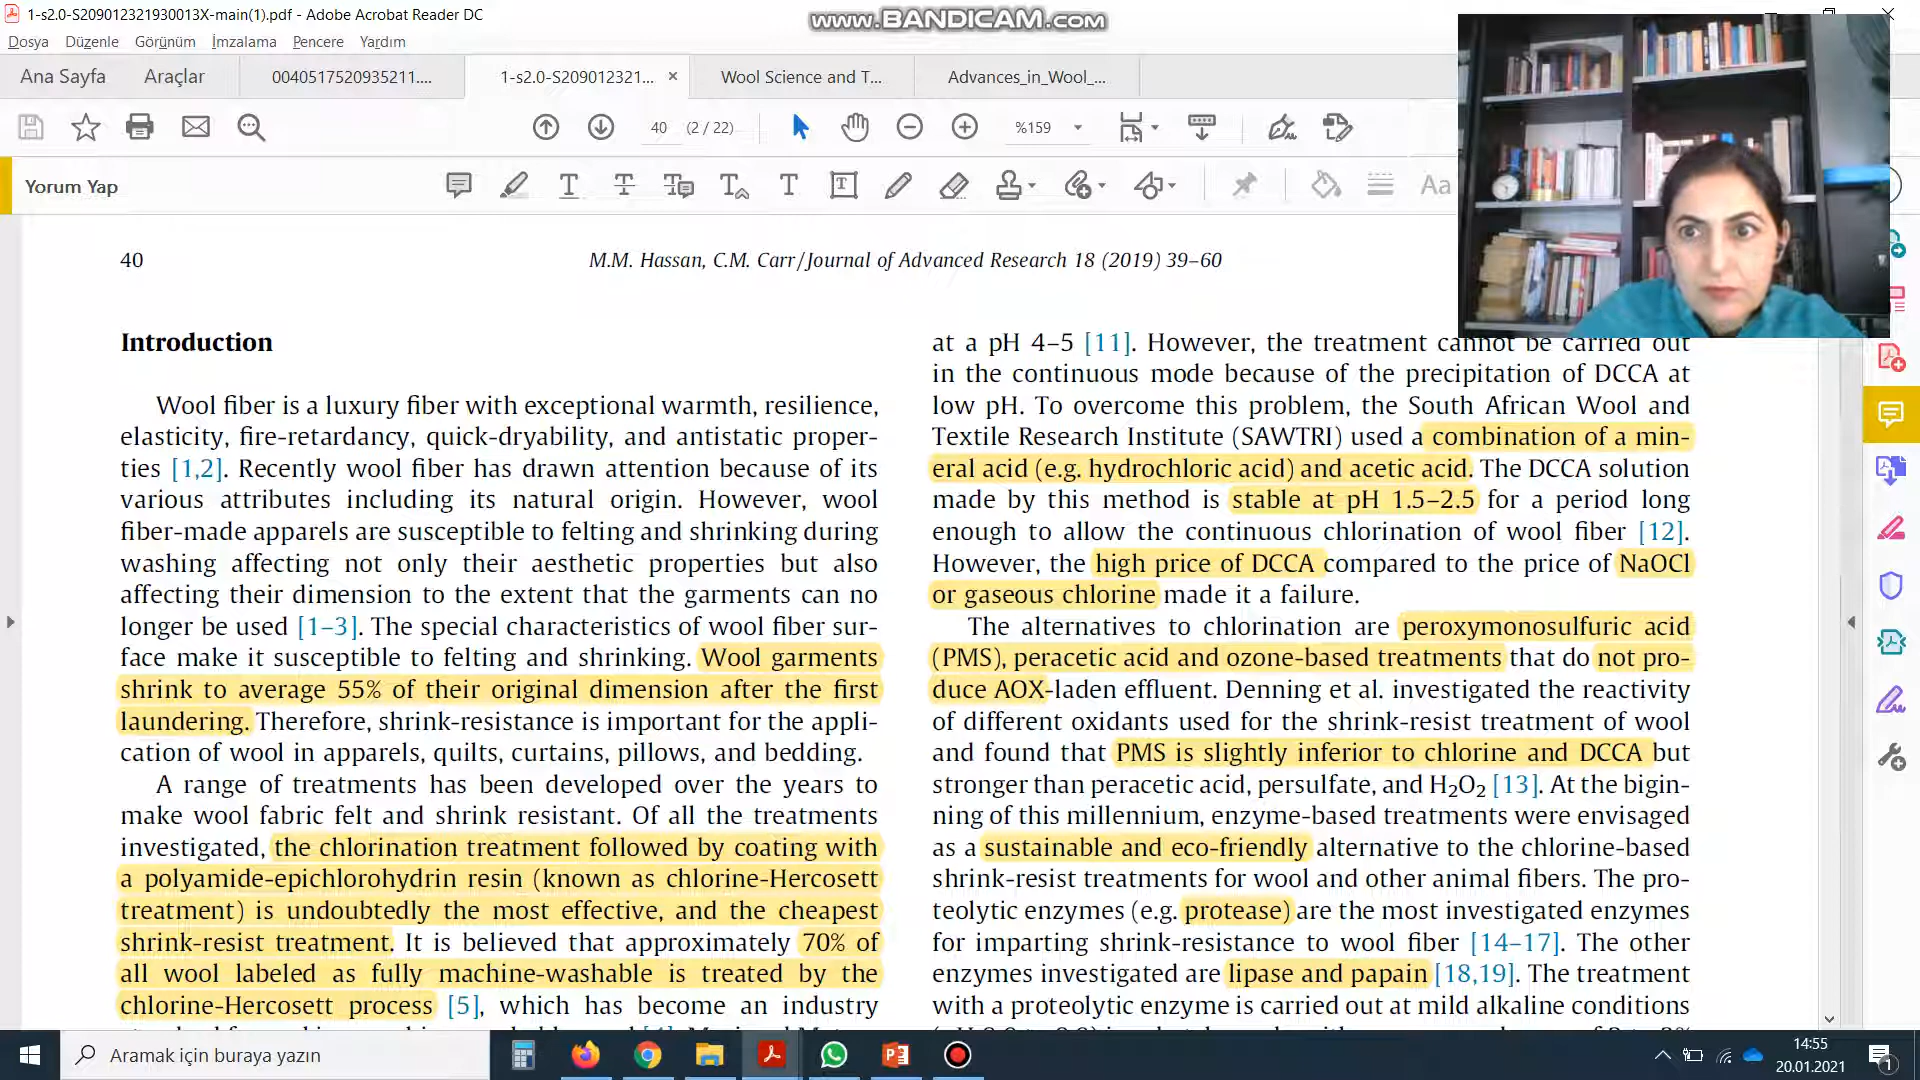 1-s2.0-S209012321930013X-main(1).pdf - Adobe Acrobat Reader DC
www.BANDICAM.com
Dosya Düzenle Görünüm İmzalama Pencere Yardım
Ana Sayfa Araçlar 0040517520935211.... 1-s2.0-S209012321... × Wool Science and T... Advances_in_Wool_...
40 (2 / 22) %159
Yorum Yap
40
M.M. Hassan, C.M. Carr / Journal of Advanced Research 18 (2019) 39–60
Introduction
Wool fiber is a luxury fiber with exceptional warmth, resilience,
elasticity, fire-retardancy, quick-dryability, and antistatic proper-
ties [1,2]. Recently wool fiber has drawn attention because of its
various attributes including its natural origin. However, wool
fiber-made apparels are susceptible to felting and shrinking during
washing affecting not only their aesthetic properties but also
affecting their dimension to the extent that the garments can no
longer be used [1–3]. The special characteristics of wool fiber sur-
face make it susceptible to felting and shrinking. Wool garments
shrink to average 55% of their original dimension after the first
laundering. Therefore, shrink-resistance is important for the appli-
cation of wool in apparels, quilts, curtains, pillows, and bedding.
A range of treatments has been developed over the years to
make wool fabric felt and shrink resistant. Of all the treatments
investigated, the chlorination treatment followed by coating with
a polyamide-epichlorohydrin resin (known as chlorine-Hercosett
treatment) is undoubtedly the most effective, and the cheapest
shrink-resist treatment. It is believed that approximately 70% of
all wool labeled as fully machine-washable is treated by the
chlorine-Hercosett process [5], which has become an industry
at a pH 4–5 [11]. However, the treatment cannot be carried out
in the continuous mode because of the precipitation of DCCA at
low pH. To overcome this problem, the South African Wool and
Textile Research Institute (SAWTRI) used a combination of a min-
eral acid (e.g. hydrochloric acid) and acetic acid. The DCCA solution
made by this method is stable at pH 1.5–2.5 for a period long
enough to allow the continuous chlorination of wool fiber [12].
However, the high price of DCCA compared to the price of NaOCl
or gaseous chlorine made it a failure.
The alternatives to chlorination are peroxymonosulfuric acid
(PMS), peracetic acid and ozone-based treatments that do not pro-
duce AOX-laden effluent. Denning et al. investigated the reactivity
of different oxidants used for the shrink-resist treatment of wool
and found that PMS is slightly inferior to chlorine and DCCA but
stronger than peracetic acid, persulfate, and H₂O₂ [13]. At the bigin-
ning of this millennium, enzyme-based treatments were envisaged
as a sustainable and eco-friendly alternative to the chlorine-based
shrink-resist treatments for wool and other animal fibers. The pro-
teolytic enzymes (e.g. protease) are the most investigated enzymes
for imparting shrink-resistance to wool fiber [14–17]. The other
enzymes investigated are lipase and papain [18,19]. The treatment
with a proteolytic enzyme is carried out at mild alkaline conditions
Aramak için buraya yazın
14:55
20.01.2021
1